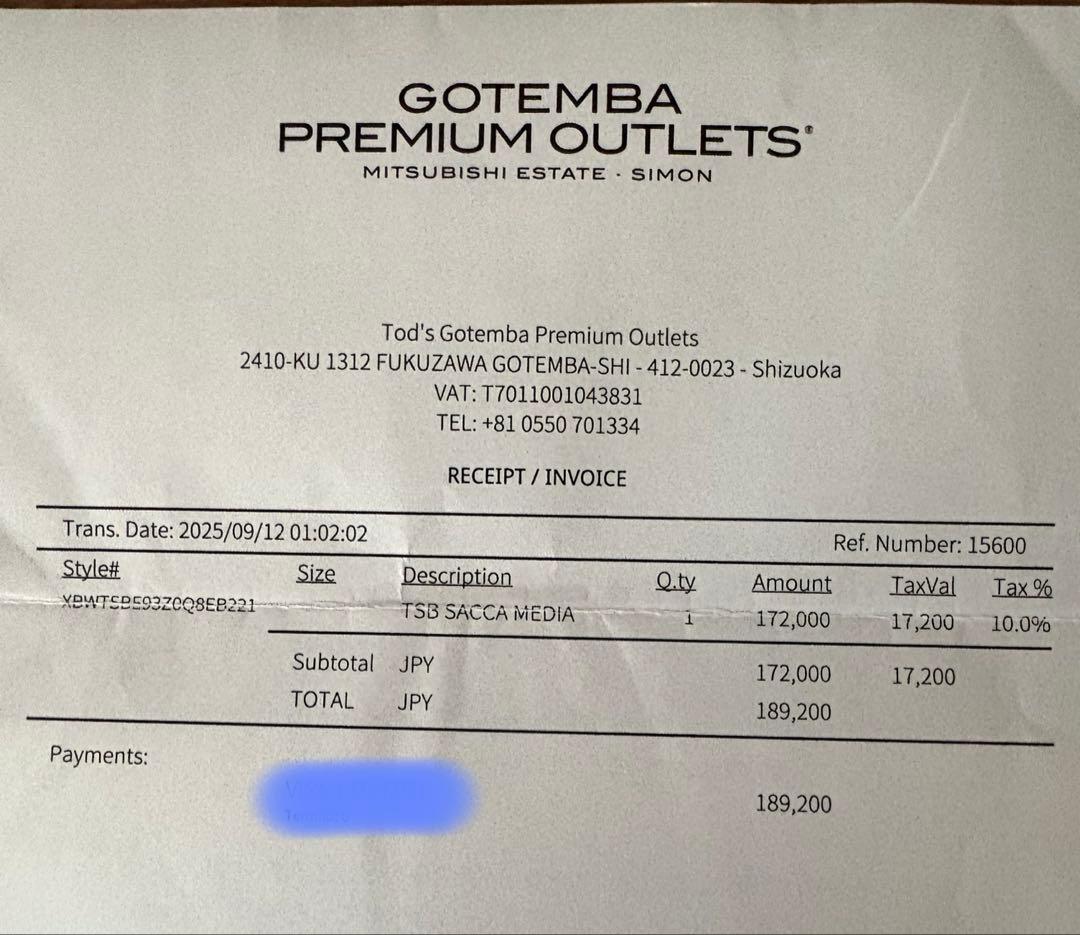 GOTEMBA
PREMIUM OUTLETS®
MITSUBISHI ESTATE · SIMON
Tod's Gotemba Premium Outlets
2410-KU 1312 FUKUZAWA GOTEMBA-SHI - 412-0023 - Shizuoka
VAT: T7011001043831
TEL: +81 0550 701334
RECEIPT / INVOICE
Trans. Date: 2025/09/12 01:02:02 Ref. Number: 15600
Style# Size Description Q.ty Amount TaxVal Tax %
TSB SACCA MEDIA 1 172,000 17,200 10.0%
Subtotal JPY 172,000 17,200
TOTAL JPY 189,200
Payments:
189,200